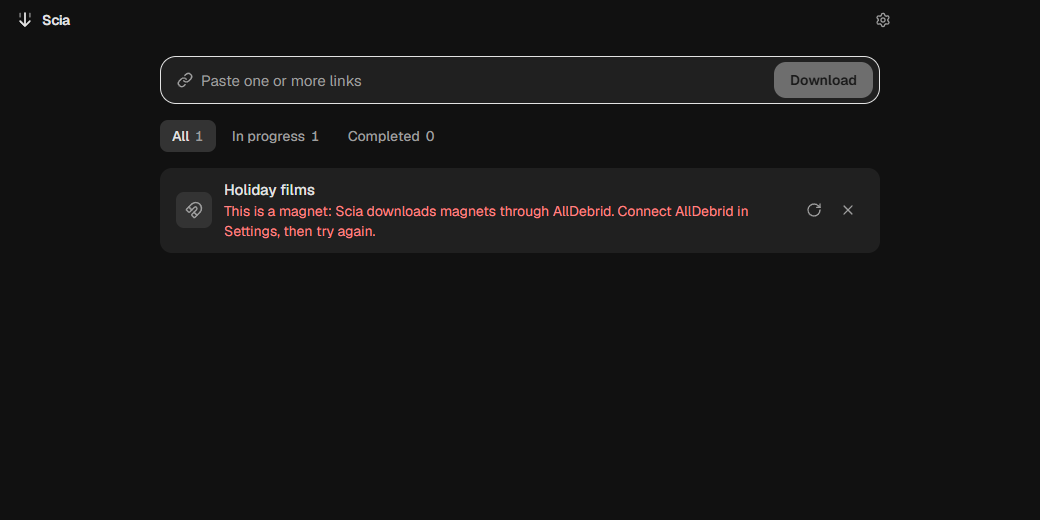 Scia
Paste one or more links
Download
All 1
In progress 1
Completed 0
Holiday films
This is a magnet: Scia downloads magnets through AllDebrid. Connect AllDebrid in
Settings, then try again.